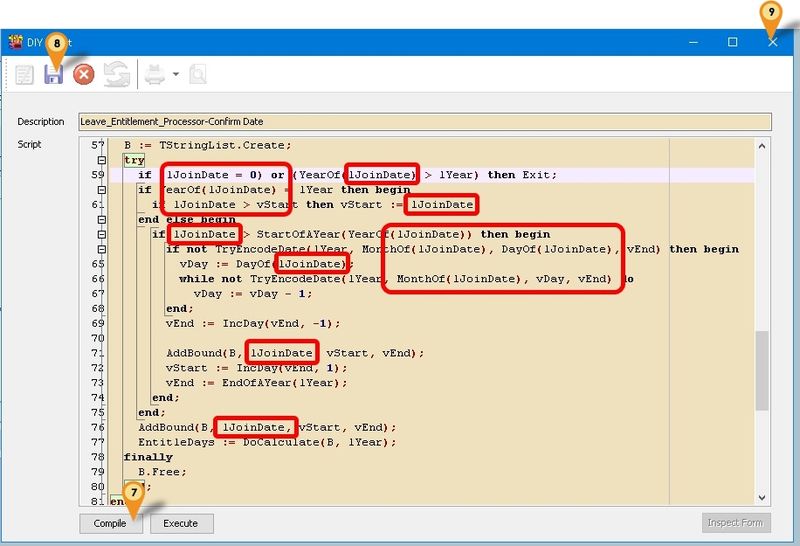 9
8
DIY
Description
Leave_Entitlement_Processor-Confirm Date
Script
57 B := TStringList.Create;
try
59 if lJoinDate = 0) or (YearOf(lJoinDate) > lYear) then Exit;
if YearOf(lJoinDate) = lYear then begin
61 if lJoinDate > vStart then vStart := lJoinDate
end else begin
if lJoinDate > StartOfAYear(YearOf(lJoinDate)) then begin
if not TryEncodeDate(lYear, MonthOf(lJoinDate), DayOf(lJoinDate), vEnd) then begin
65 vDay := DayOf(lJoinDate);
66 while not TryEncodeDate(lYear, MonthOf(lJoinDate), vDay, vEnd) do
67 vDay := vDay - 1;
68 end;
69 vEnd := IncDay(vEnd, -1);
70
71 AddBound(B, lJoinDate vStart, vEnd);
72 vStart := IncDay(vEnd, 1);
73 vEnd := EndOfAYear(lYear);
74 end;
75 end;
76 AddBound(B, lJoinDate, vStart, vEnd);
77 EntitleDays := DoCalculate(B, lYear);
78 finally
79 B.Free;
80
81
7
Compile
Execute
Inspect Form